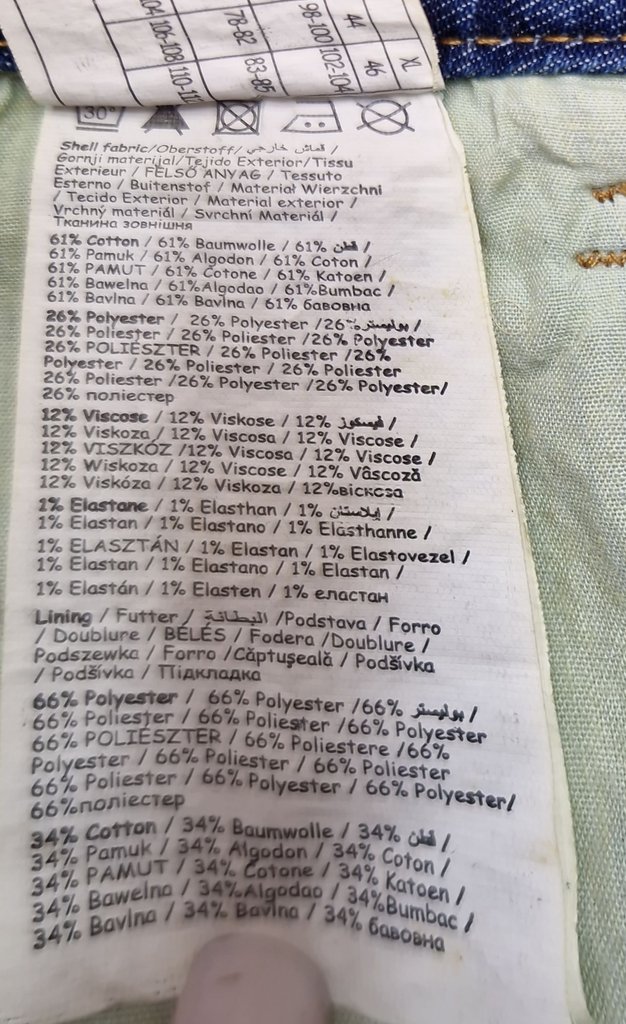 XL
44 46
98-100 102-104
78-82 83-85
106-108
30°
Shell fabric/Oberstoff/ قماش خارجي /
Gornji materijal/Tejido Exterior/Tissu
Exterieur / FELSÖ ANYAG / Tessuto
Esterno / Buitenstof / Materiał Wierzchni
/ Tecido Exterior / Material exterior /
Vrchný materiál / Svrchní Materiál /
Тканина зовнішня
61% Cotton / 61% Baumwolle / 61% قطن /
61% Pamuk / 61% Algodon / 61% Coton /
61% PAMUT / 61% Cotone / 61% Katoen /
61% Bawełna / 61%Algodao / 61%Bumbac /
61% Bavlna / 61% Bavlna / 61% бавовна
26% Polyester / 26% Polyester /26% بوليستر /
26% Poliester / 26% Poliester /26% Polyester
26% POLIÉSZTER / 26% Poliester /26%
Polyester / 26% Poliester / 26% Poliester
26% Poliester /26% Polyester /26% Polyester/
26% поліестер
12% Viscose / 12% Viskose / 12% فيسكوز /
12% Viskoza / 12% Viscosa / 12% Viscose /
12% VISZKÓZ /12% Viscosa / 12% Viscose /
12% Wiskoza / 12% Viscose / 12% Vâscoză
12% Viskóza / 12% Viskoza / 12%віскоза
1% Elastane / 1% Elasthan / 1% إيلاستان /
1% Elastan / 1% Elastano / 1% Elasthanne /
1% ELASZTÁN / 1% Elastan / 1% Elastovezel /
1% Elastan / 1% Elastano / 1% Elastan /
1% Elastán / 1% Elasten / 1% еластан
Lining / Futter / البطانة /Podstava / Forro
/ Doublure / BÉLÉS / Fodera /Doublure /
Podszewka / Forro /Căptuşeală / Podšívka
/ Podšívka / Підкладка
66% Polyester / 66% Polyester /66% بوليستر /
66% Poliester / 66% Poliester /66% Polyester
66% POLIÉSZTER / 66% Poliestere /66%
Polyester / 66% Poliester / 66% Poliester
66% Poliester / 66% Polyester / 66% Polyester/
66%поліестер
34% Cotton / 34% Baumwolle / 34% قطن /
34% Pamuk / 34% Algodon / 34% Coton /
34% PAMUT / 34% Cotone / 34% Katoen /
34% Bawełna / 34%Algodao / 34%Bumbac /
34% Bavlna / 34% Bavlna / 34% бавовна